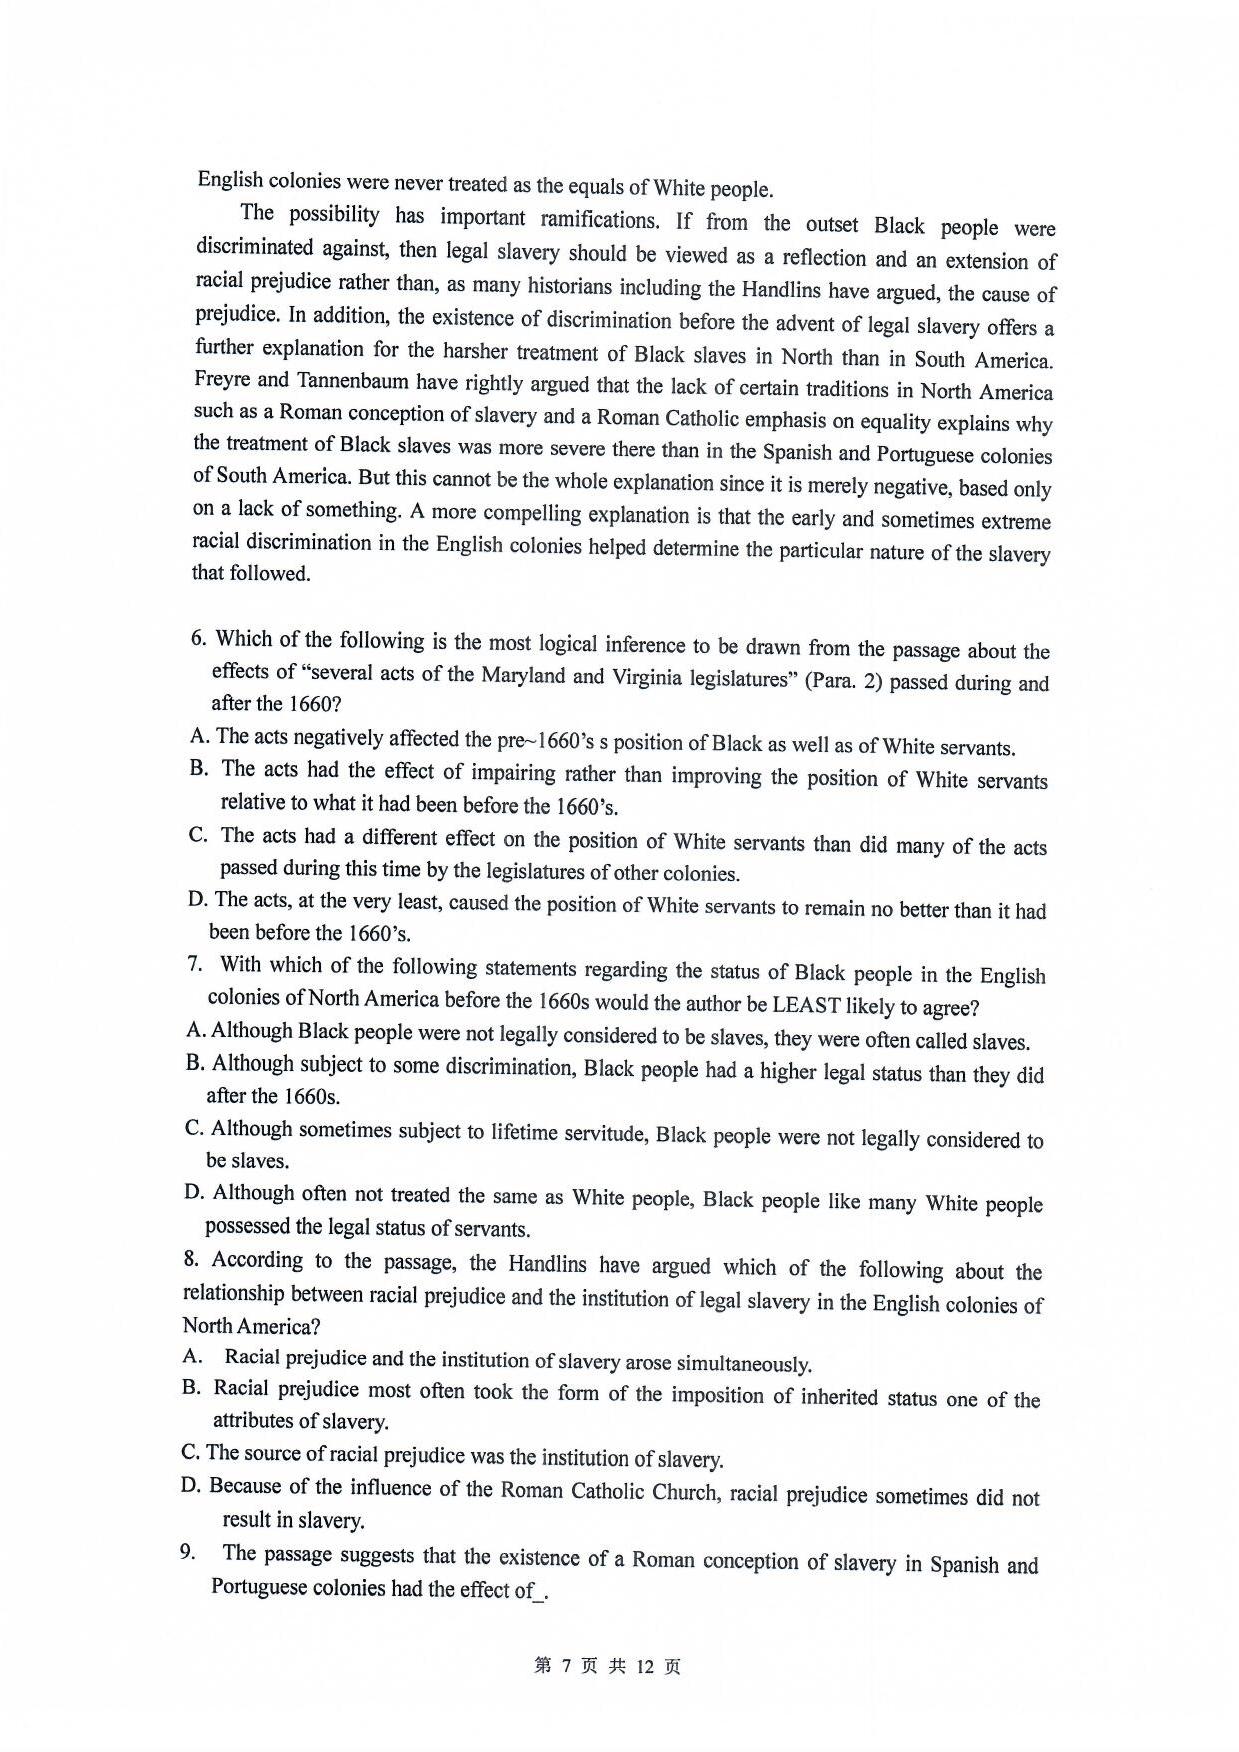 English colonies were never treated as the equals of White people.
The possibility has important ramifications. If from the outset Black people were
discriminated against, then legal slavery should be viewed as a reflection and an extension of
racial prejudice rather than, as many historians including the Handlins have argued, the cause of
prejudice. In addition, the existence of discrimination before the advent of legal slavery offers a
further explanation for the harsher treatment of Black slaves in North than in South America.
Freyre and Tannenbaum have rightly argued that the lack of certain traditions in North America
such as a Roman conception of slavery and a Roman Catholic emphasis on equality explains why
the treatment of Black slaves was more severe there than in the Spanish and Portuguese colonies
of South America. But this cannot be the whole explanation since it is merely negative, based only
on a lack of something. A more compelling explanation is that the early and sometimes extreme
racial discrimination in the English colonies helped determine the particular nature of the slavery
that followed.
6. Which of the following is the most logical inference to be drawn from the passage about the
effects of “several acts of the Maryland and Virginia legislatures” (Para. 2) passed during and
after the 1660?
A. The acts negatively affected the pre~1660’s s position of Black as well as of White servants.
B. The acts had the effect of impairing rather than improving the position of White servants
relative to what it had been before the 1660’s.
C. The acts had a different effect on the position of White servants than did many of the acts
passed during this time by the legislatures of other colonies.
D. The acts, at the very least, caused the position of White servants to remain no better than it had
been before the 1660’s.
7. With which of the following statements regarding the status of Black people in the English
colonies of North America before the 1660s would the author be LEAST likely to agree?
A. Although Black people were not legally considered to be slaves, they were often called slaves.
B. Although subject to some discrimination, Black people had a higher legal status than they did
after the 1660s.
C. Although sometimes subject to lifetime servitude, Black people were not legally considered to
be slaves.
D. Although often not treated the same as White people, Black people like many White people
possessed the legal status of servants.
8. According to the passage, the Handlins have argued which of the following about the
relationship between racial prejudice and the institution of legal slavery in the English colonies of
North America?
A. Racial prejudice and the institution of slavery arose simultaneously.
B. Racial prejudice most often took the form of the imposition of inherited status one of the
attributes of slavery.
C. The source of racial prejudice was the institution of slavery.
D. Because of the influence of the Roman Catholic Church, racial prejudice sometimes did not
result in slavery.
9. The passage suggests that the existence of a Roman conception of slavery in Spanish and
Portuguese colonies had the effect of_.
第 7 页 共 12 页